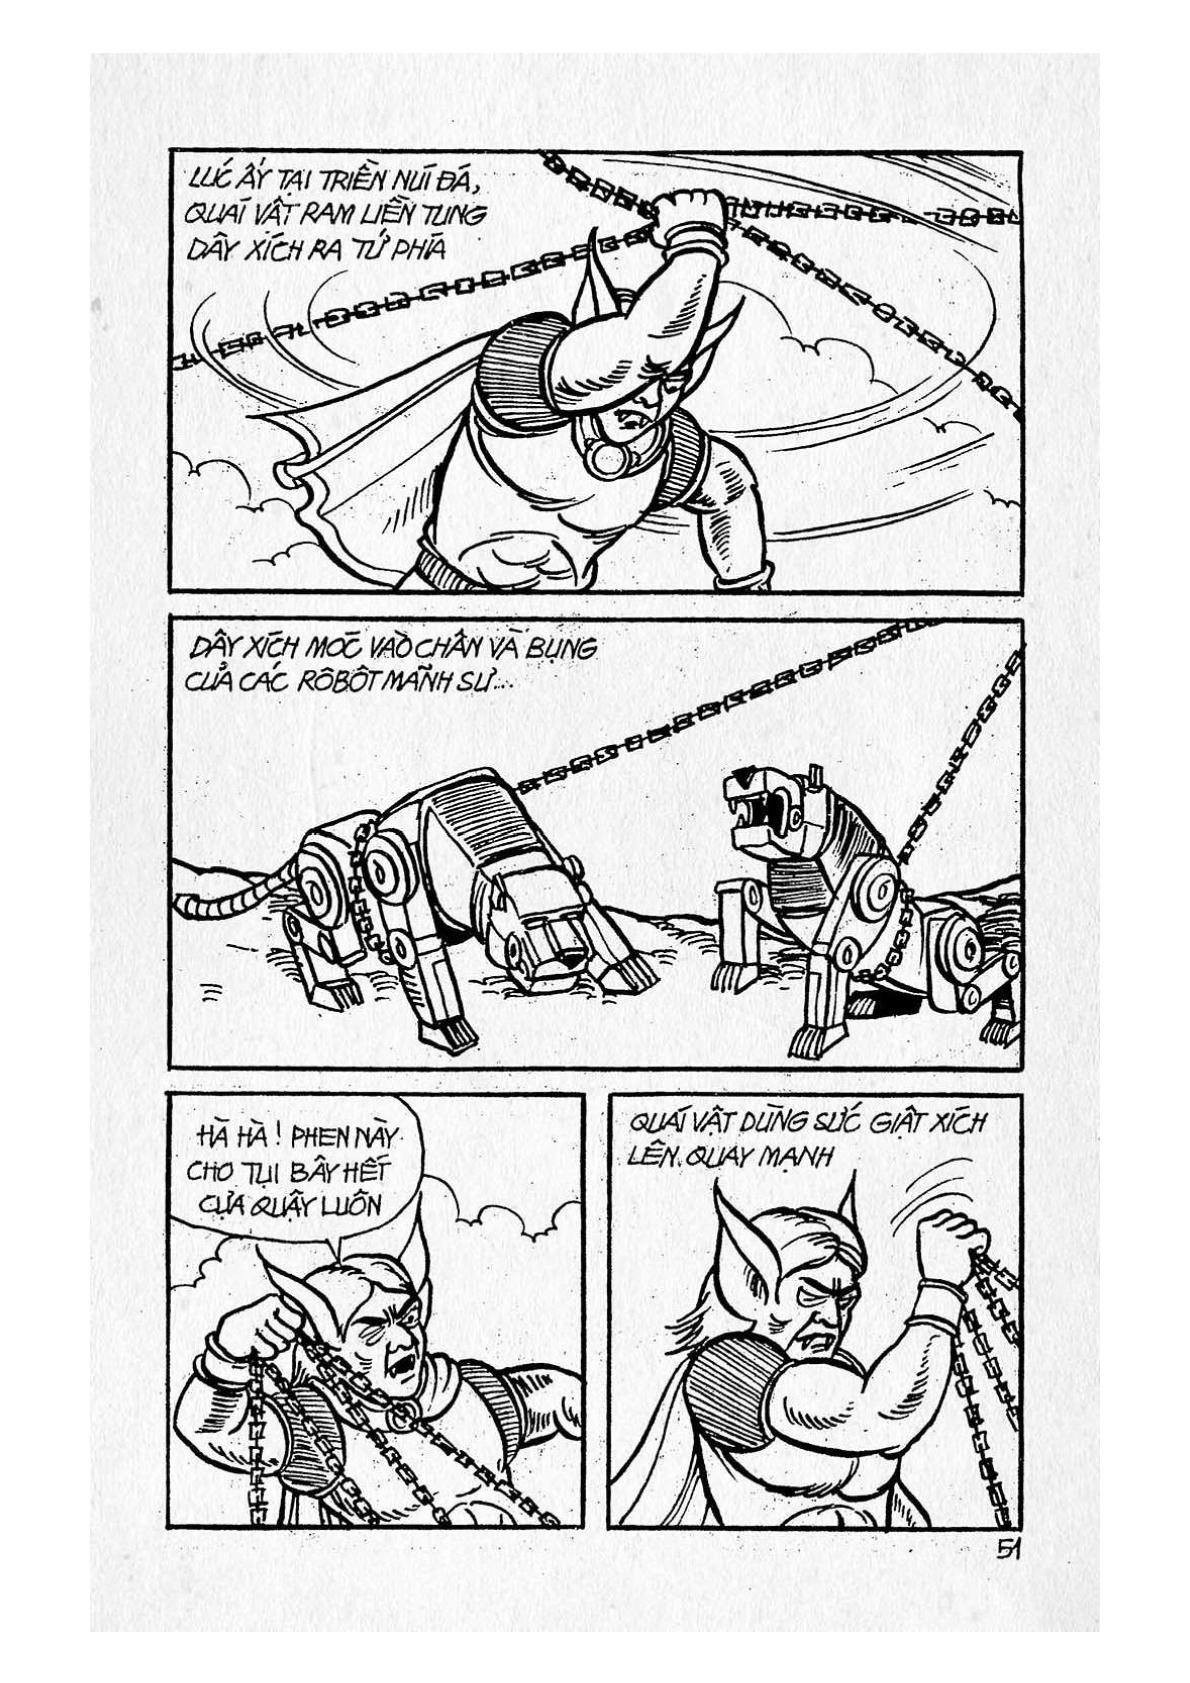 LÚC ẤY TẠI TRIỀN NÚI ĐÁ,
QUÁI VẬT RAM LIỀN TUNG
DÂY XÍCH RA TỨ PHÍA
DÂY XÍCH MÓC VÀO CHÂN VÀ BỤNG
CỦA CÁC RÔBÔT MÃNH SƯ...
HÀ HÀ! PHEN NÀY
CHO TỤI BÂY HẾT
CỰA QUẬY LUÔN
QUÁI VẬT DÙNG SỨC GIẬT XÍCH
LÊN QUAY MẠNH
51